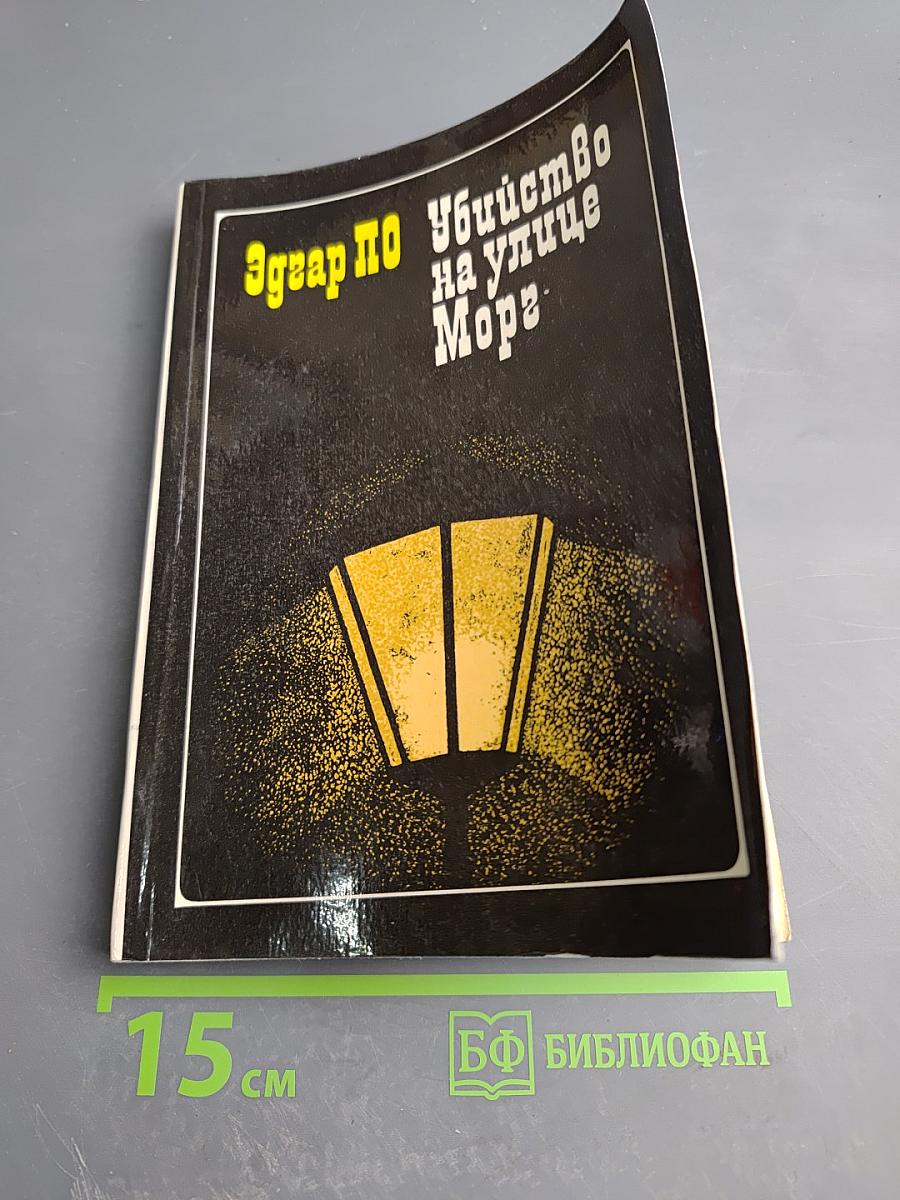 Эдгар ПО
Убийство
на улице
Морг
15 см
БФ БИБЛИОФАН